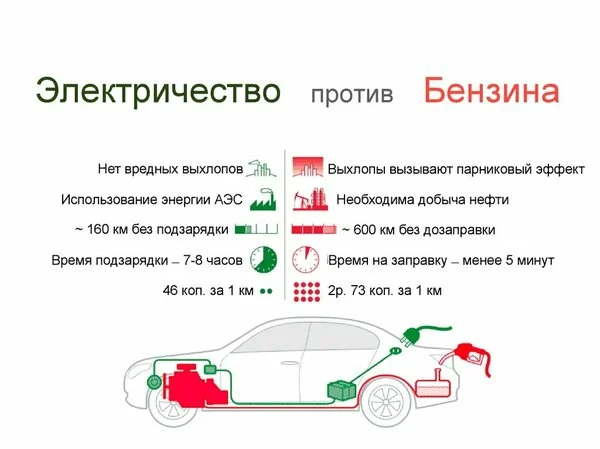 Электричество против Бензина
Нет вредных выхлопов Выхлопы вызывают парниковый эффект
Использование энергии АЭС Необходима добыча нефти
~ 160 км без подзарядки ~ 600 км без дозаправки
Время подзарядки – 7-8 часов Время на заправку – менее 5 минут
46 коп. за 1 км 2р. 73 коп. за 1 км